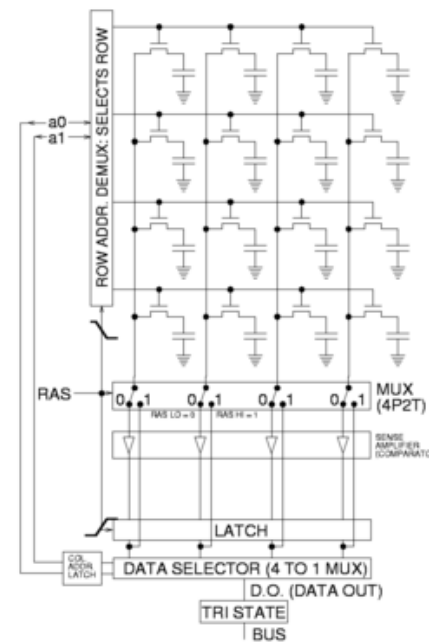 ROW ADDR. DEMUX: SELECTS ROW
a0
a1
RAS
0 1 0 1 0 1 0 1
MUX
(4P2T)
RAS LO = 0 RAS HI = 1
SENSE
AMPLIFIER
(COMPARATO
LATCH
COL.
ADDR.
LATCH
DATA SELECTOR (4 TO 1 MUX)
D.O. (DATA OUT)
TRI STATE
BUS